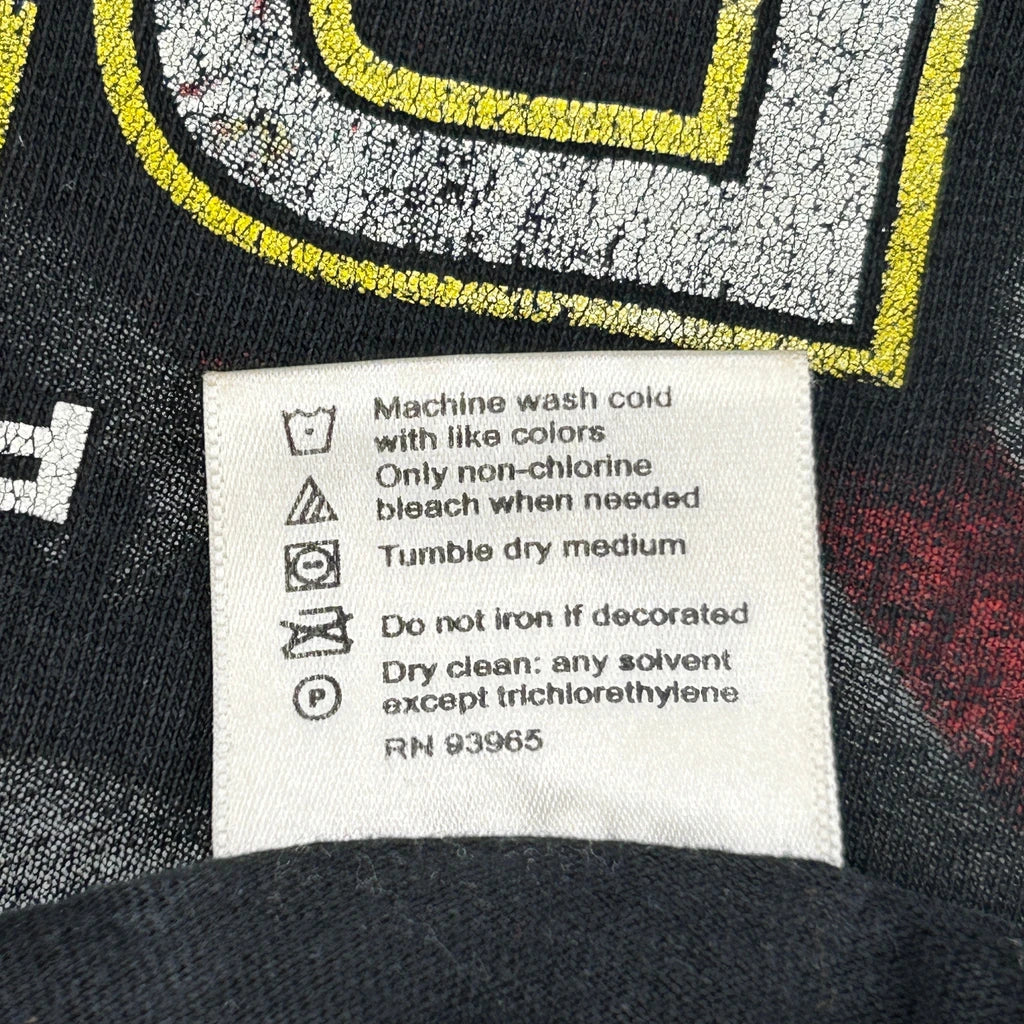 Machine wash cold
with like colors
Only non-chlorine
bleach when needed
Tumble dry medium
Do not iron if decorated
P
Dry clean: any solvent
except trichlorethylene
RN 93965